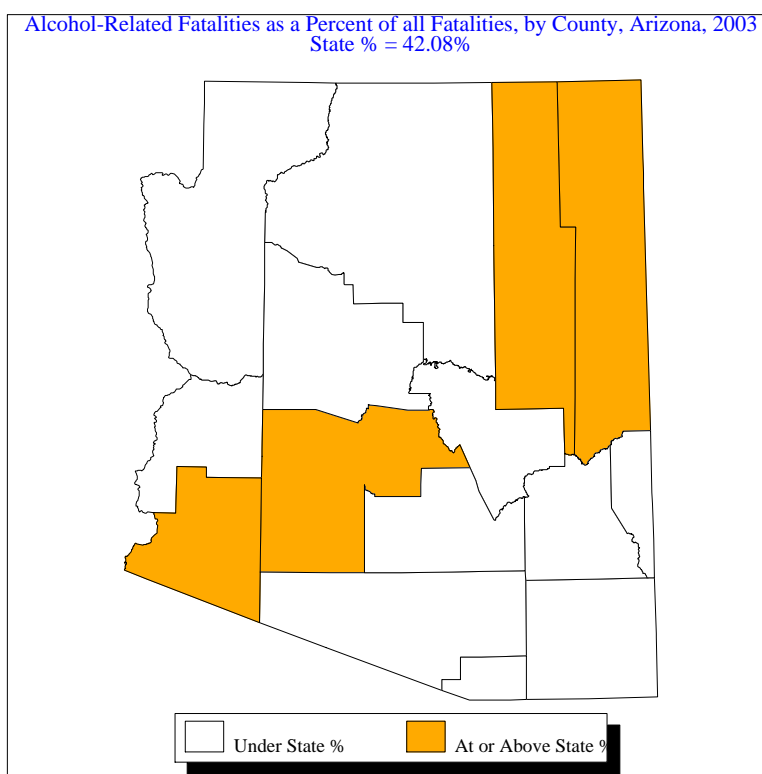 Alcohol-Related Fatalities as a Percent of all Fatalities, by County, Arizona, 2003
State % = 42.08%
Under State %
At or Above State %